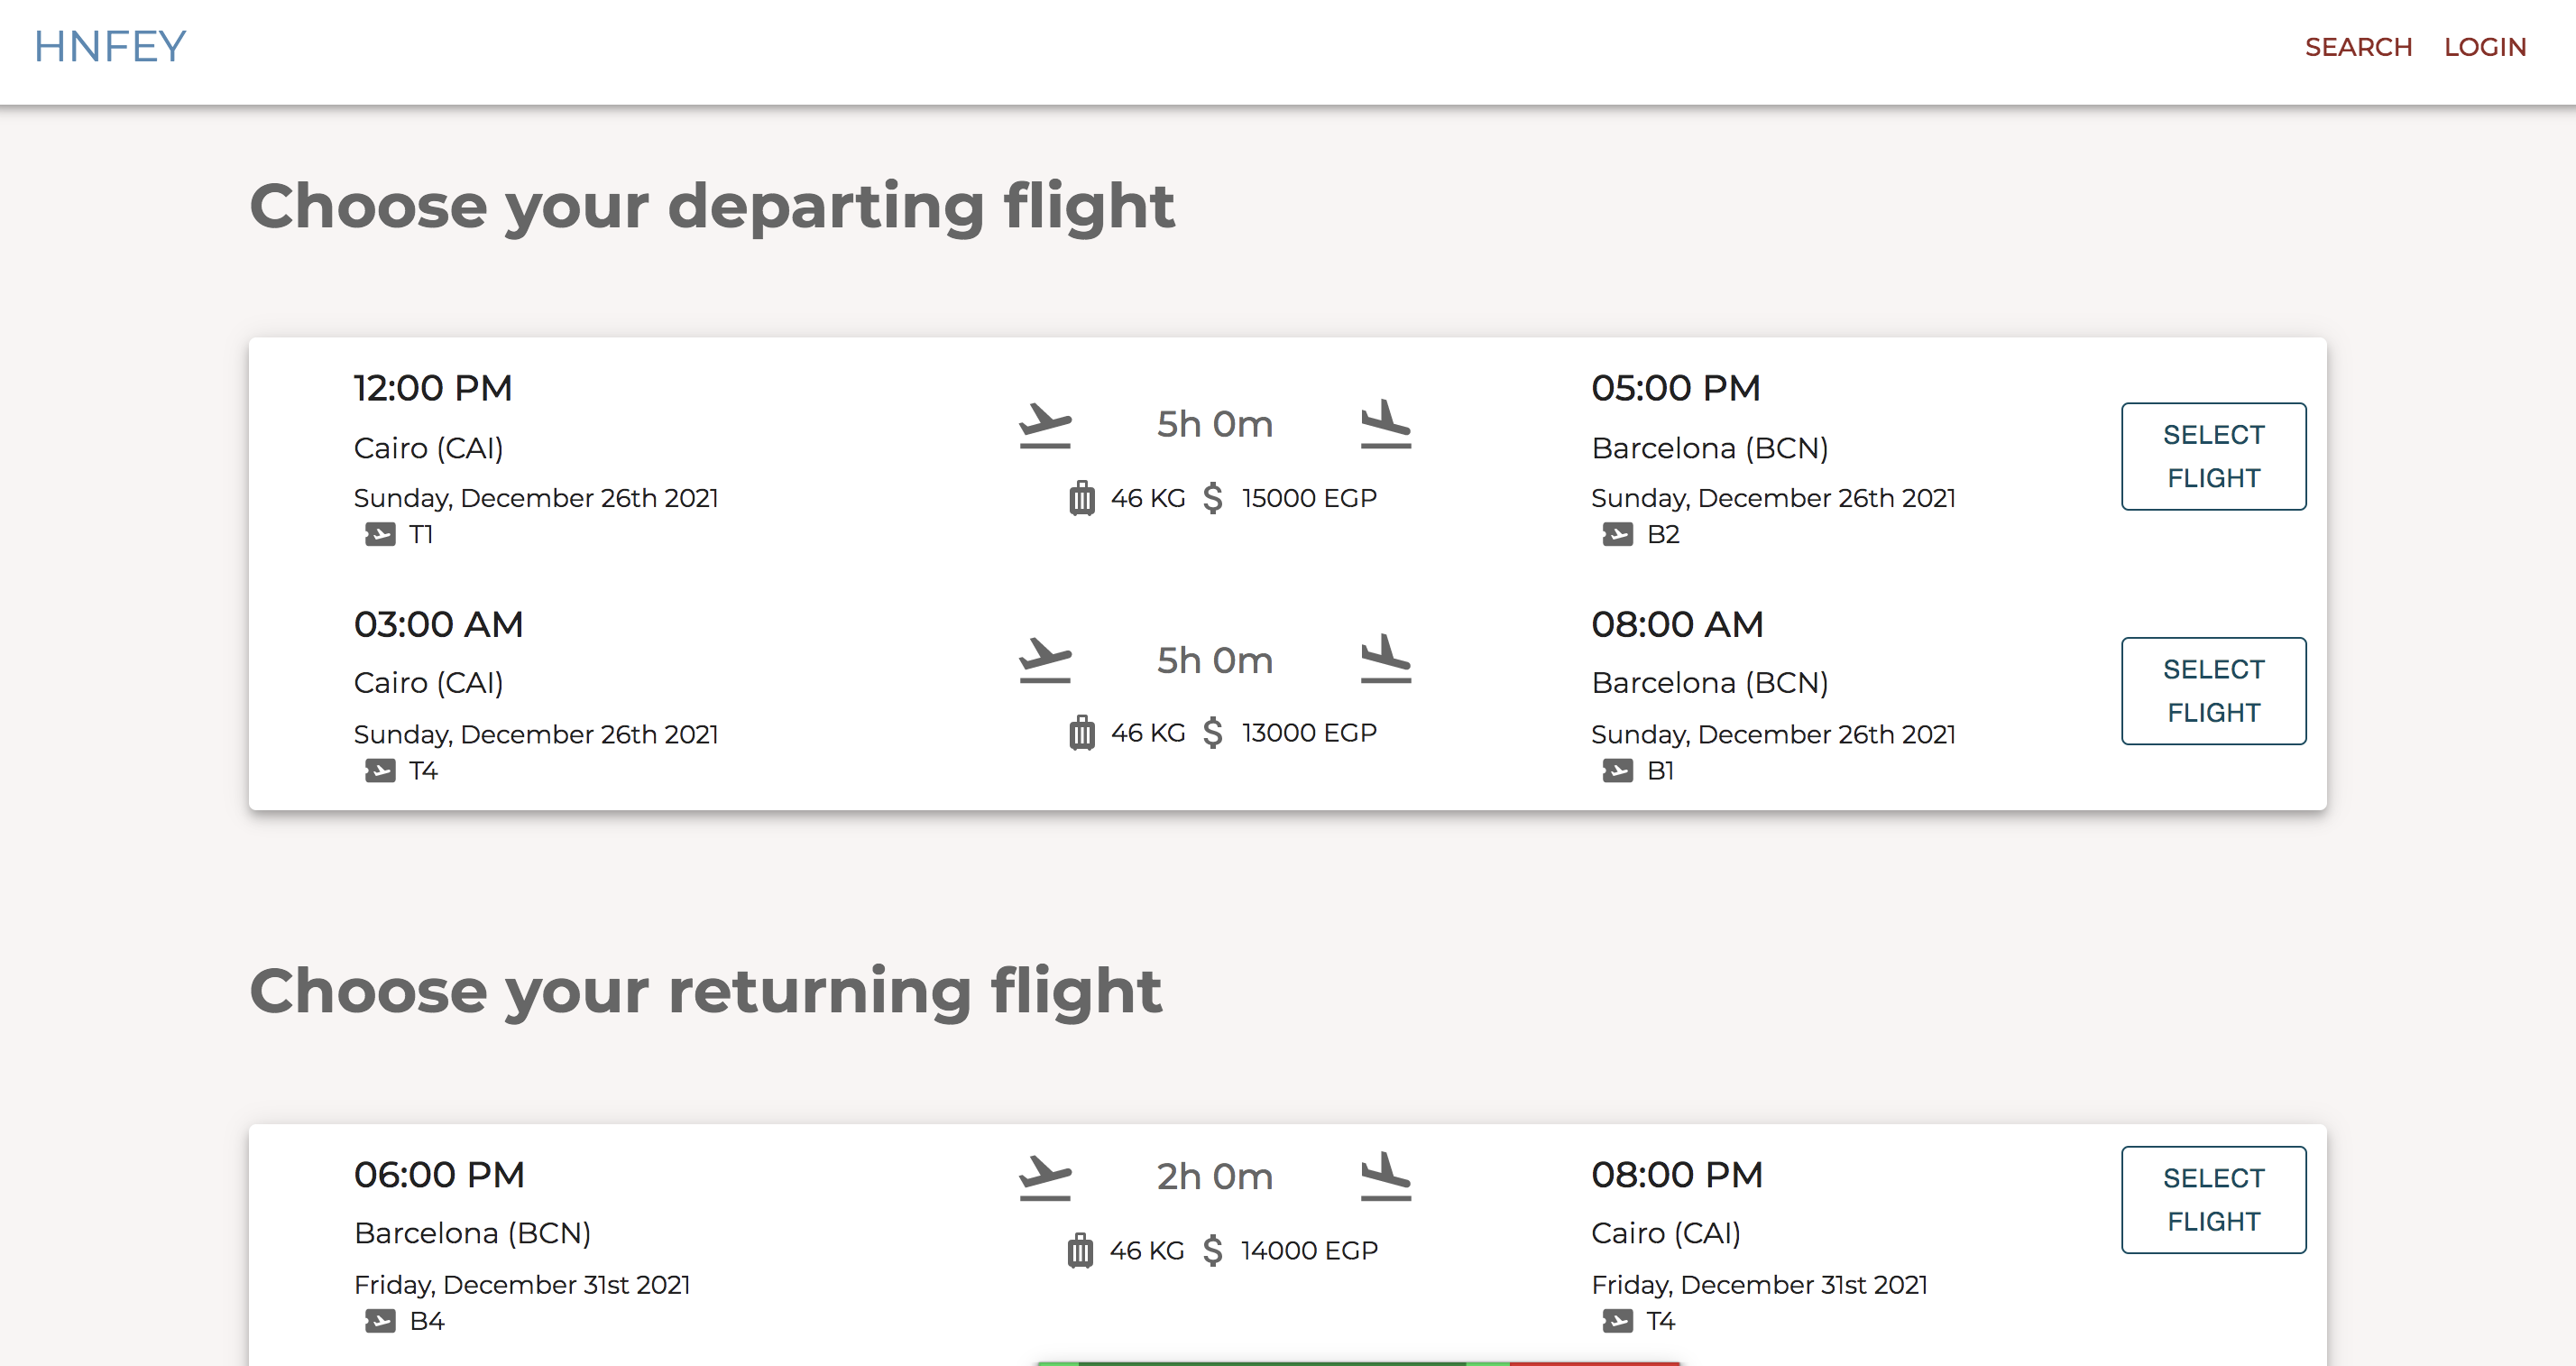 HNFEY
SEARCH LOGIN
Choose your departing flight
12:00 PM
5h 0m
05:00 PM
Cairo (CAI)
Barcelona (BCN)
SELECT
FLIGHT
Sunday, December 26th 2021
46 KG $ 15000 EGP
Sunday, December 26th 2021
T1
B2
03:00 AM
5h 0m
08:00 AM
Cairo (CAI)
Barcelona (BCN)
SELECT
FLIGHT
Sunday, December 26th 2021
46 KG $ 13000 EGP
Sunday, December 26th 2021
T4
B1
Choose your returning flight
06:00 PM
2h 0m
08:00 PM
SELECT
FLIGHT
Barcelona (BCN)
46 KG $ 14000 EGP
Cairo (CAI)
Friday, December 31st 2021
Friday, December 31st 2021
B4
T4